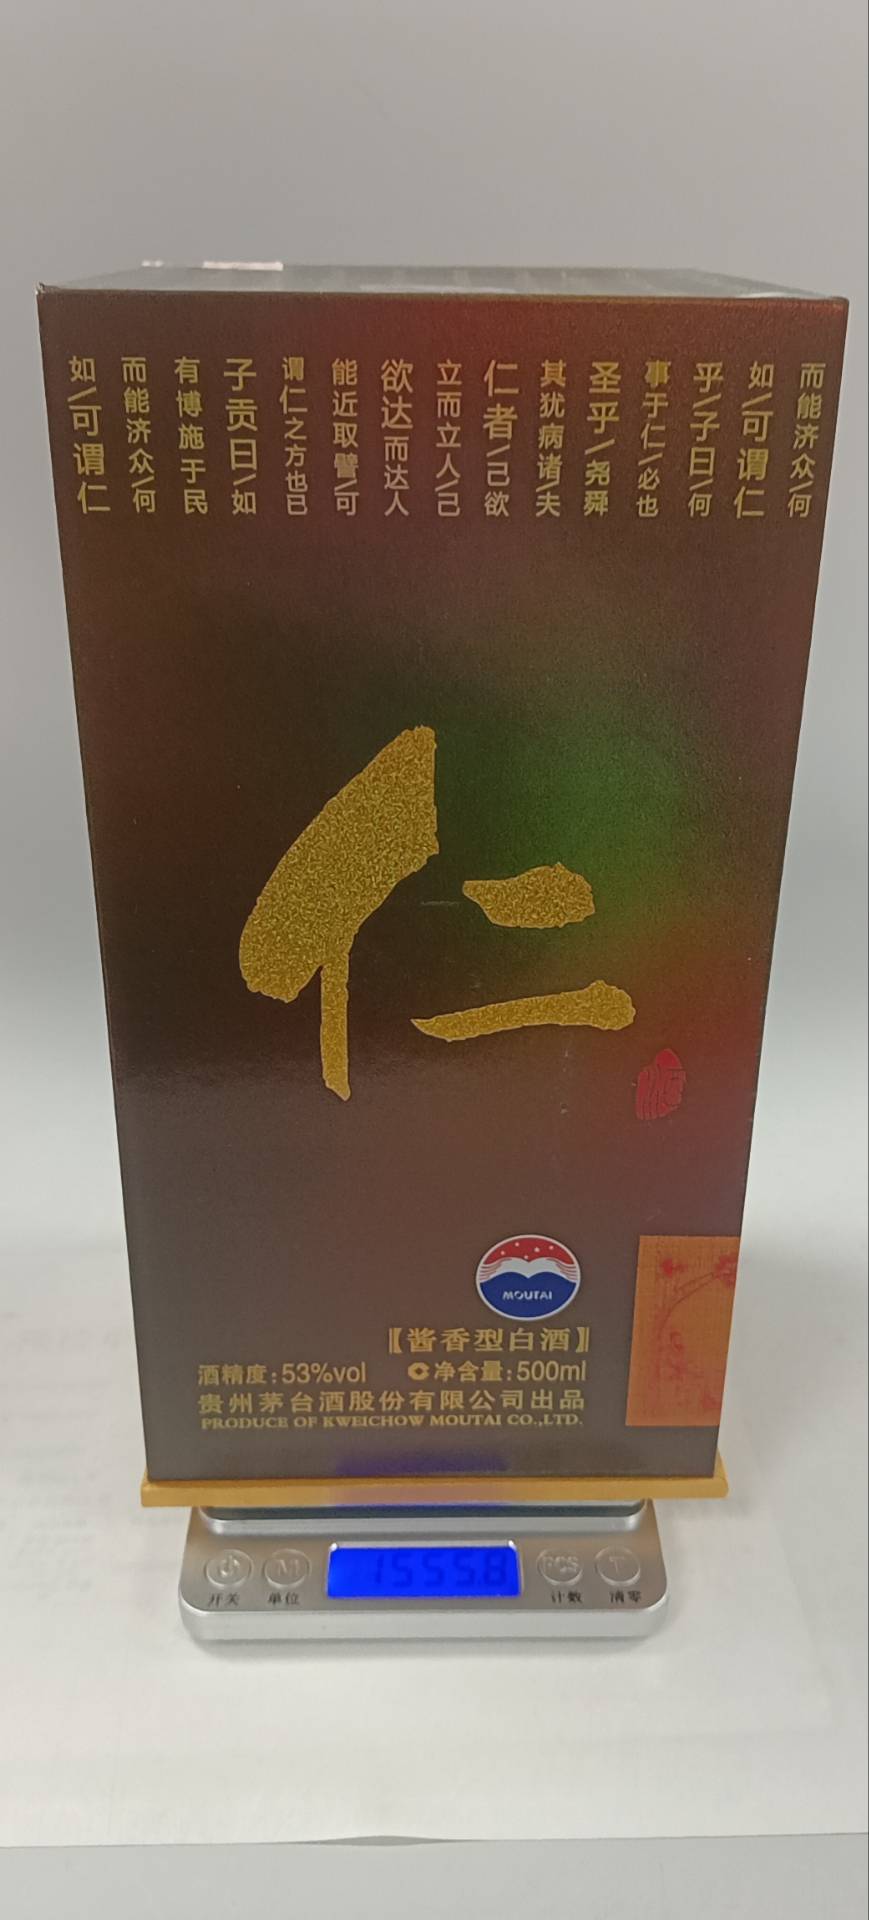 如/可谓仁
而能济众/何
有博施于民
子贡曰/如
谓仁之方也已
能近取譬/可
欲达而达人
立而立人/己
仁者/己欲
其犹病诸/夫
圣乎/尧舜
事于仁/必也
乎/子曰/何
如/可谓仁
而能济众/何
仁
MOUTAI
【酱香型白酒】
酒精度:53%vol 净含量:500ml
贵州茅台酒股份有限公司出品
PRODUCE OF KWEICHOW MOUTAI CO.,LTD.
1555.8
M PCS T
开关 单位 计数 清零